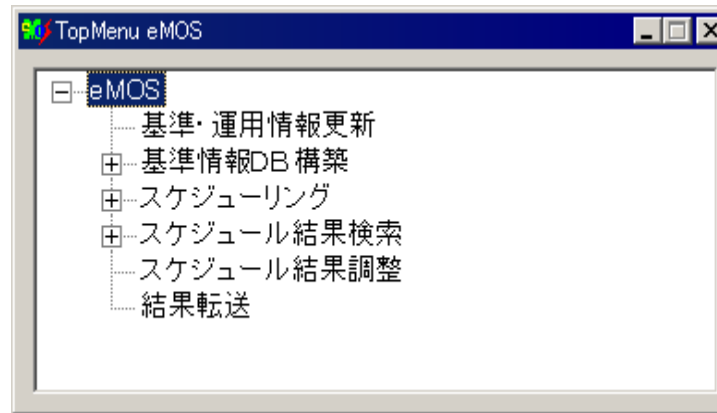 TopMenu eMOS
eMOS
基準・運用情報更新
基準情報DB構築
スケジューリング
スケジュール結果検索
スケジュール結果調整
結果転送